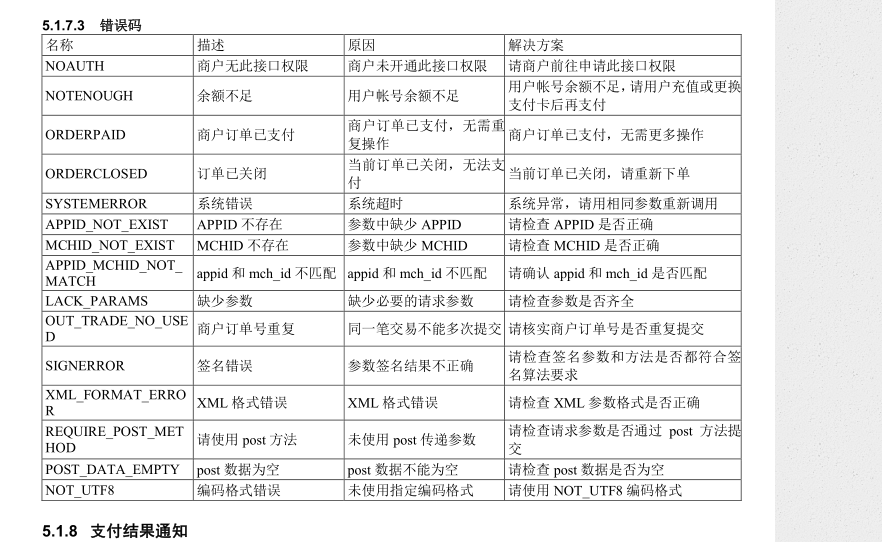 5.1.7.3 错误码
名称 描述 原因 解决方案
NOAUTH 商户无此接口权限 商户未开通此接口权限 请商户前往申请此接口权限
NOTENOUGH 余额不足 用户帐号余额不足 用户帐号余额不足，请用户充值或更换
支付卡后再支付
ORDERPAID 商户订单已支付 商户订单已支付，无需重
复操作 商户订单已支付，无需更多操作
ORDERCLOSED 订单已关闭 当前订单已关闭，无法支
付 当前订单已关闭，请重新下单
SYSTEMERROR 系统错误 系统超时 系统异常，请用相同参数重新调用
APPID_NOT_EXIST APPID 不存在 参数中缺少 APPID 请检查 APPID 是否正确
MCHID_NOT_EXIST MCHID 不存在 参数中缺少 MCHID 请检查 MCHID 是否正确
APPID_MCHID_NOT_
MATCH appid 和 mch_id 不匹配 appid 和 mch_id 不匹配 请确认 appid 和 mch_id 是否匹配
LACK_PARAMS 缺少参数 缺少必要的请求参数 请检查参数是否齐全
OUT_TRADE_NO_USE
D 商户订单号重复 同一笔交易不能多次提交 请核实商户订单号是否重复提交
SIGNERROR 签名错误 参数签名结果不正确 请检查签名参数和方法是否都符合签
名算法要求
XML_FORMAT_ERRO
R XML 格式错误 XML 格式错误 请检查 XML 参数格式是否正确
REQUIRE_POST_MET
HOD 请使用 post 方法 未使用 post 传递参数 请检查请求参数是否通过 post 方法提
交
POST_DATA_EMPTY post 数据为空 post 数据不能为空 请检查 post 数据是否为空
NOT_UTF8 编码格式错误 未使用指定编码格式 请使用 NOT_UTF8 编码格式
5.1.8 支付结果通知